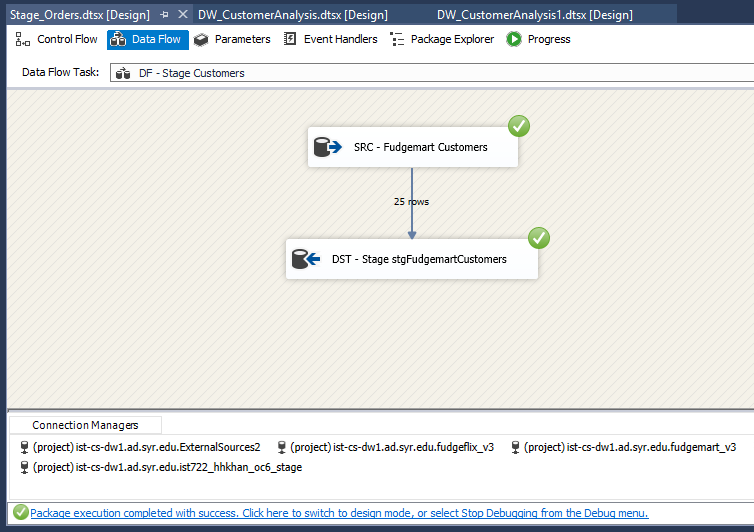 Stage_Orders.dtsx [Design] DW_CustomerAnalysis.dtsx [Design] DW_CustomerAnalysis1.dtsx [Design]
Control Flow Data Flow Parameters Event Handlers Package Explorer Progress
Data Flow Task: DF - Stage Customers
SRC - Fudgemart Customers
25 rows
DST - Stage stgFudgemartCustomers
Connection Managers
(project) ist-cs-dw1.ad.syr.edu.ExternalSources2 (project) ist-cs-dw1.ad.syr.edu.fudgeflix_v3 (project) ist-cs-dw1.ad.syr.edu.fudgemart_v3
(project) ist-cs-dw1.ad.syr.edu.ist722_hhkhan_oc6_stage
Package execution completed with success. Click here to switch to design mode, or select Stop Debugging from the Debug menu.